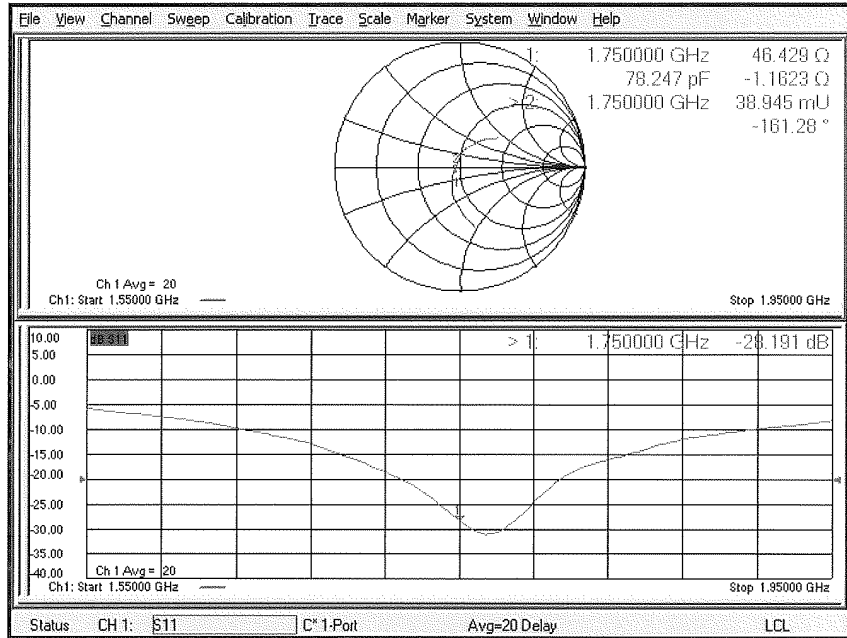 File View Channel Sweep Calibration Trace Scale Marker System Window Help
1: 1.750000 GHz 46.429 Ω
78.247 pF -1.1623 Ω
> 2: 1.750000 GHz 38.945 mU
-161.28 °
Ch 1 Avg = 20
Ch1: Start 1.55000 GHz Stop 1.95000 GHz
10.00 dB S11 > 1: 1.750000 GHz -28.191 dB
5.00
0.00
-5.00
-10.00
-15.00
-20.00
-25.00
-30.00
-35.00
-40.00 Ch 1 Avg = 20
Ch1: Start 1.55000 GHz Stop 1.95000 GHz
Status CH 1: S11 C* 1-Port Avg=20 Delay LCL